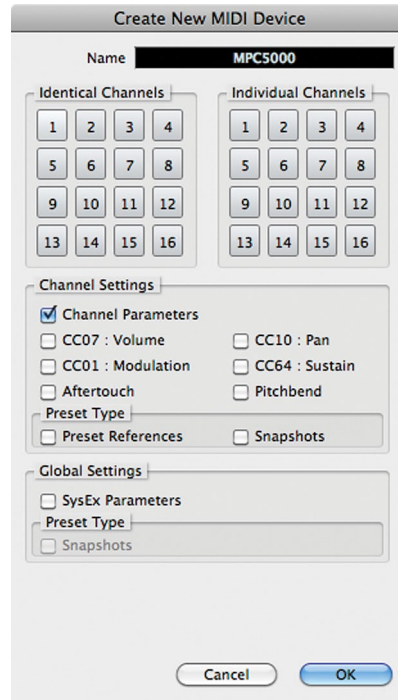 Create New MIDI Device
Name MPC5000
Identical Channels
1 2 3 4
5 6 7 8
9 10 11 12
13 14 15 16
Individual Channels
1 2 3 4
5 6 7 8
9 10 11 12
13 14 15 16
Channel Settings
Channel Parameters
CC07 : Volume CC10 : Pan
CC01 : Modulation CC64 : Sustain
Aftertouch Pitchbend
Preset Type
Preset References Snapshots
Global Settings
SysEx Parameters
Preset Type
Snapshots
Cancel OK